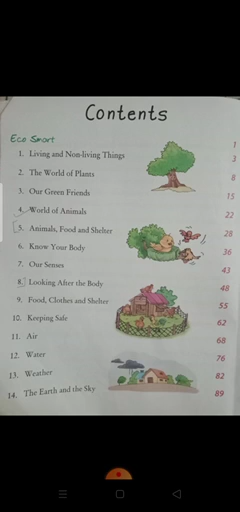 Contents
Eco Smart 1
1. Living and Non-living Things 3
2. The World of Plants 8
3. Our Green Friends 15
4. World of Animals 22
5. Animals, Food and Shelter 28
6. Know Your Body 36
7. Our Senses 43
8. Looking After the Body 48
9. Food, Clothes and Shelter 55
10. Keeping Safe 62
11. Air 68
12. Water 76
13. Weather 82
14. The Earth and the Sky 89